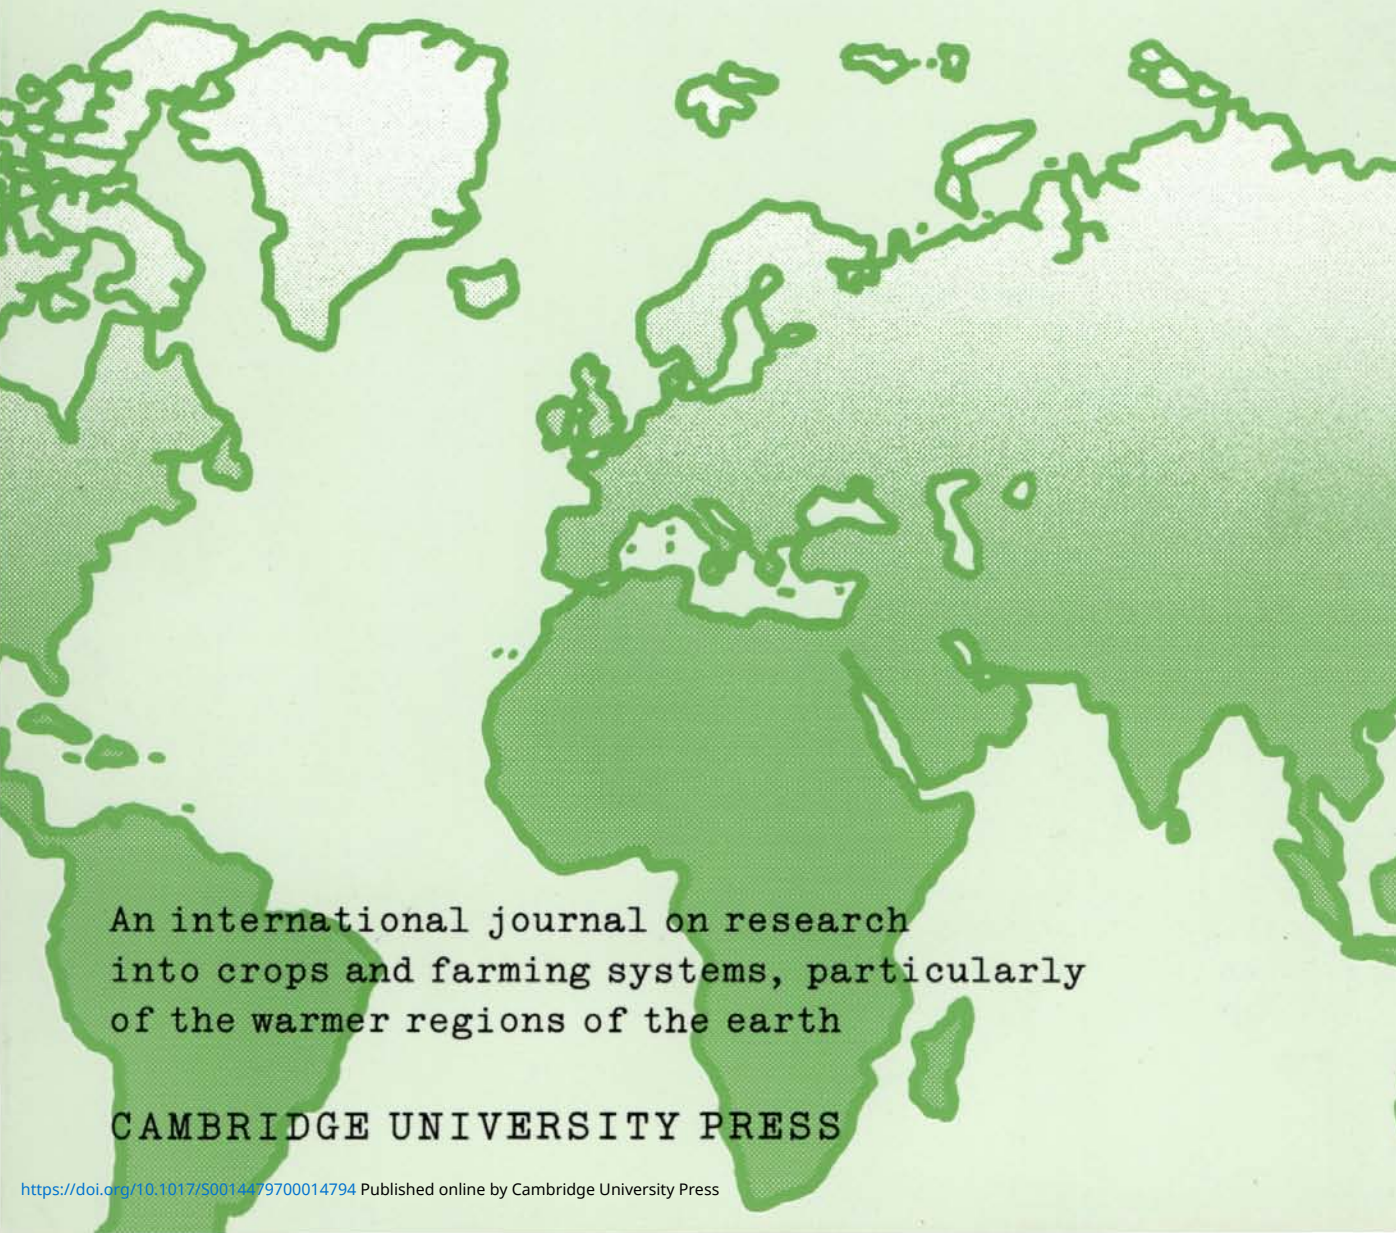 An international journal on research
into crops and farming systems, particularly
of the warmer regions of the earth
CAMBRIDGE UNIVERSITY PRESS
https://doi.org/10.1017/S0014479700014794 Published online by Cambridge University Press